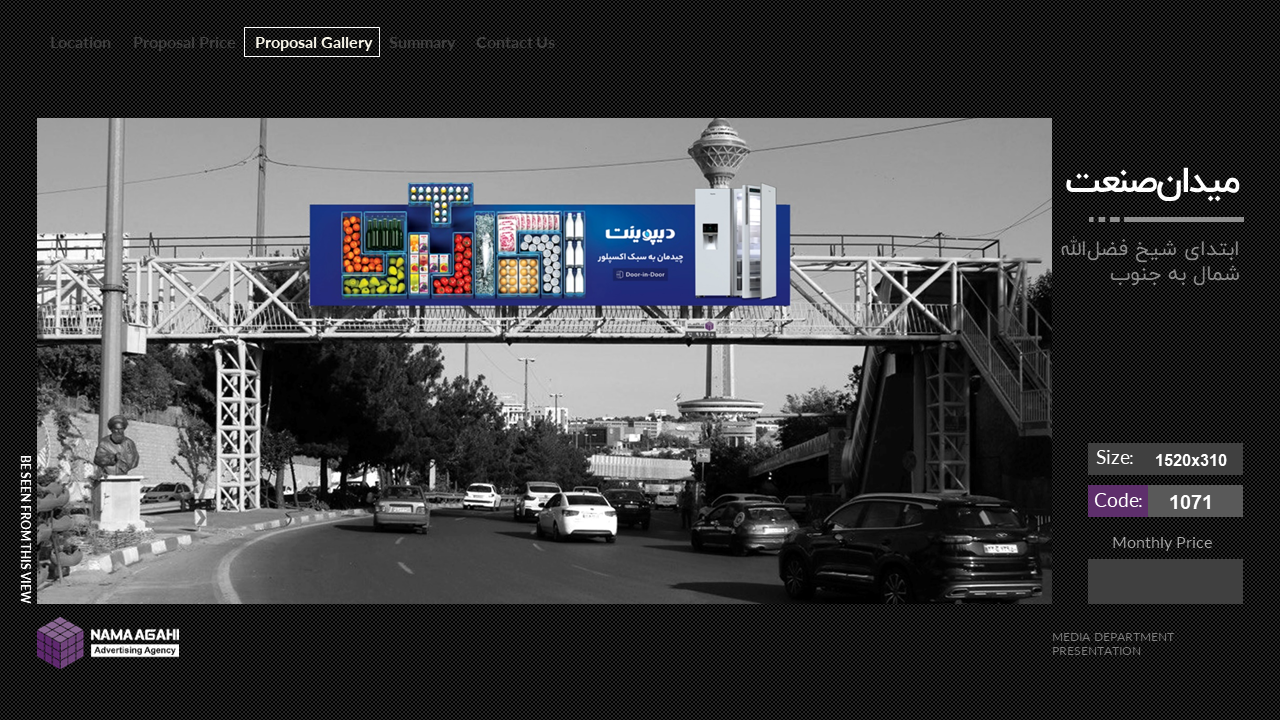 Location
Proposal Price
Proposal Gallery
Summary
Contact Us
میدان‌صنعت
ابتدای شیخ فضل‌الله
شمال به جنوب
دیپوینت
چیدمان به سبک اکسپلور
Door-in-Door
BE SEEN FROM THIS VIEW
Size: 1520x310
Code: 1071
Monthly Price
NAMA AGAHI
Advertising Agency
MEDIA DEPARTMENT
PRESENTATION